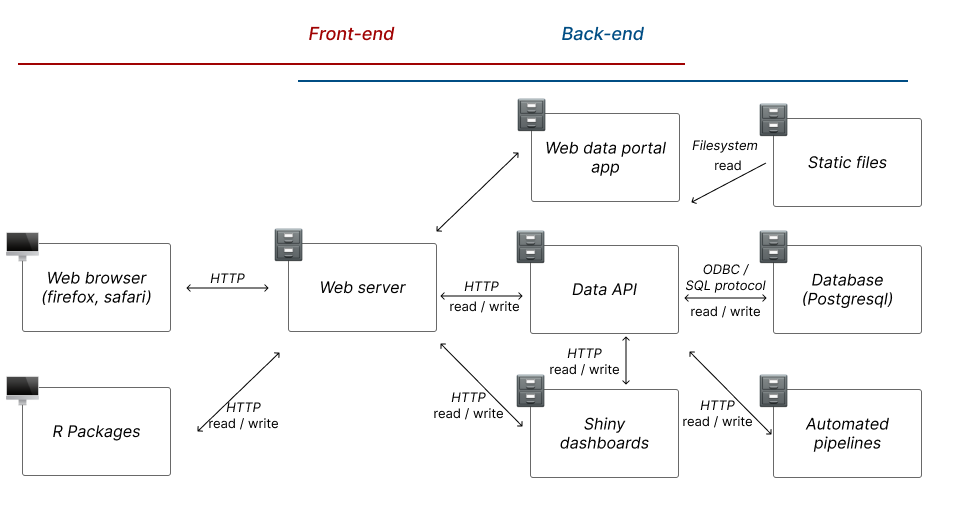 Front-end
Back-end
Web data portal
app
Filesystem
read
Static files
Web browser
(firefox, safari)
HTTP
Web server
HTTP
read / write
Data API
ODBC /
SQL protocol
read / write
Database
(Postgresql)
HTTP
read / write
R Packages
HTTP
read / write
HTTP
read / write
Shiny
dashboards
HTTP
read / write
Automated
pipelines